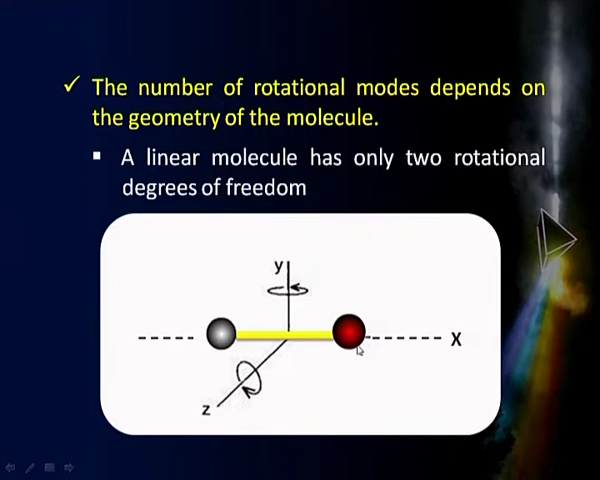 ✓ The number of rotational modes depends on
the geometry of the molecule.
▪ A linear molecule has only two rotational
degrees of freedom
y
x
z